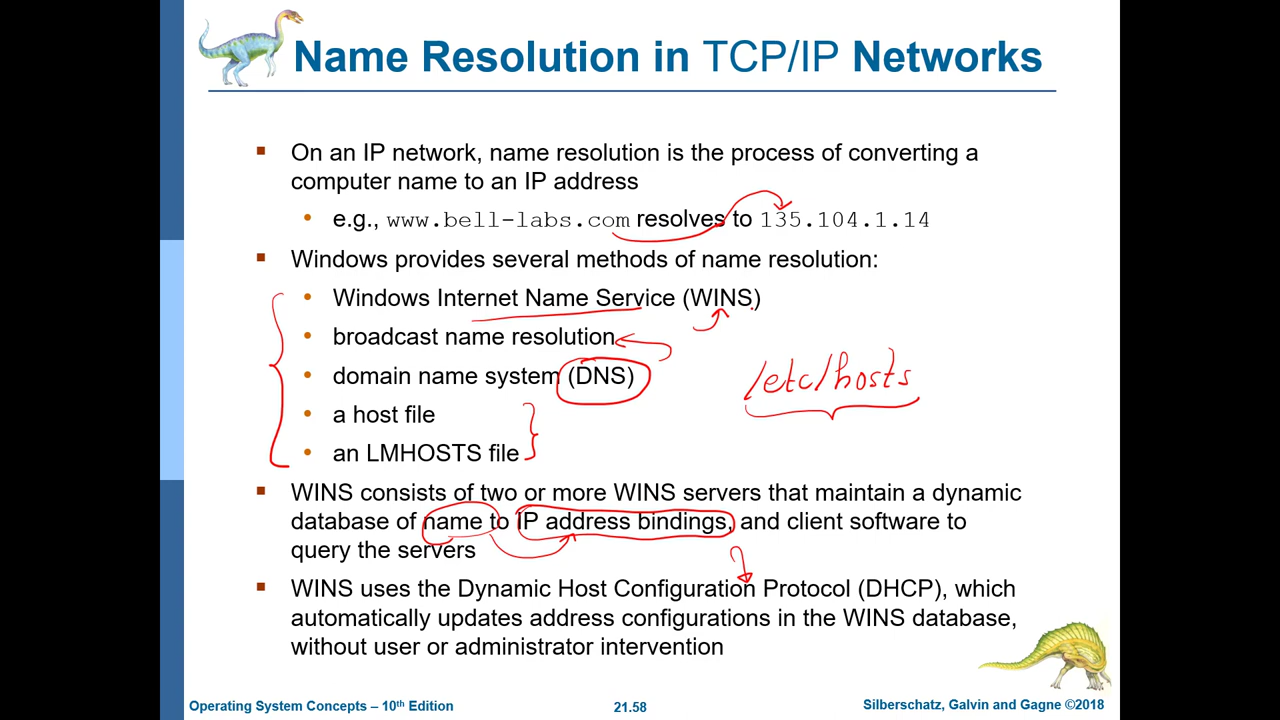 Name Resolution in TCP/IP Networks
▪ On an IP network, name resolution is the process of converting a
computer name to an IP address
• e.g., www.bell-labs.com resolves to 135.104.1.14
▪ Windows provides several methods of name resolution:
• Windows Internet Name Service (WINS)
• broadcast name resolution
• domain name system (DNS)
/etc/hosts
• a host file
• an LMHOSTS file
▪ WINS consists of two or more WINS servers that maintain a dynamic
database of name to IP address bindings, and client software to
query the servers
▪ WINS uses the Dynamic Host Configuration Protocol (DHCP), which
automatically updates address configurations in the WINS database,
without user or administrator intervention
Operating System Concepts – 10th Edition
21.58
Silberschatz, Galvin and Gagne ©2018